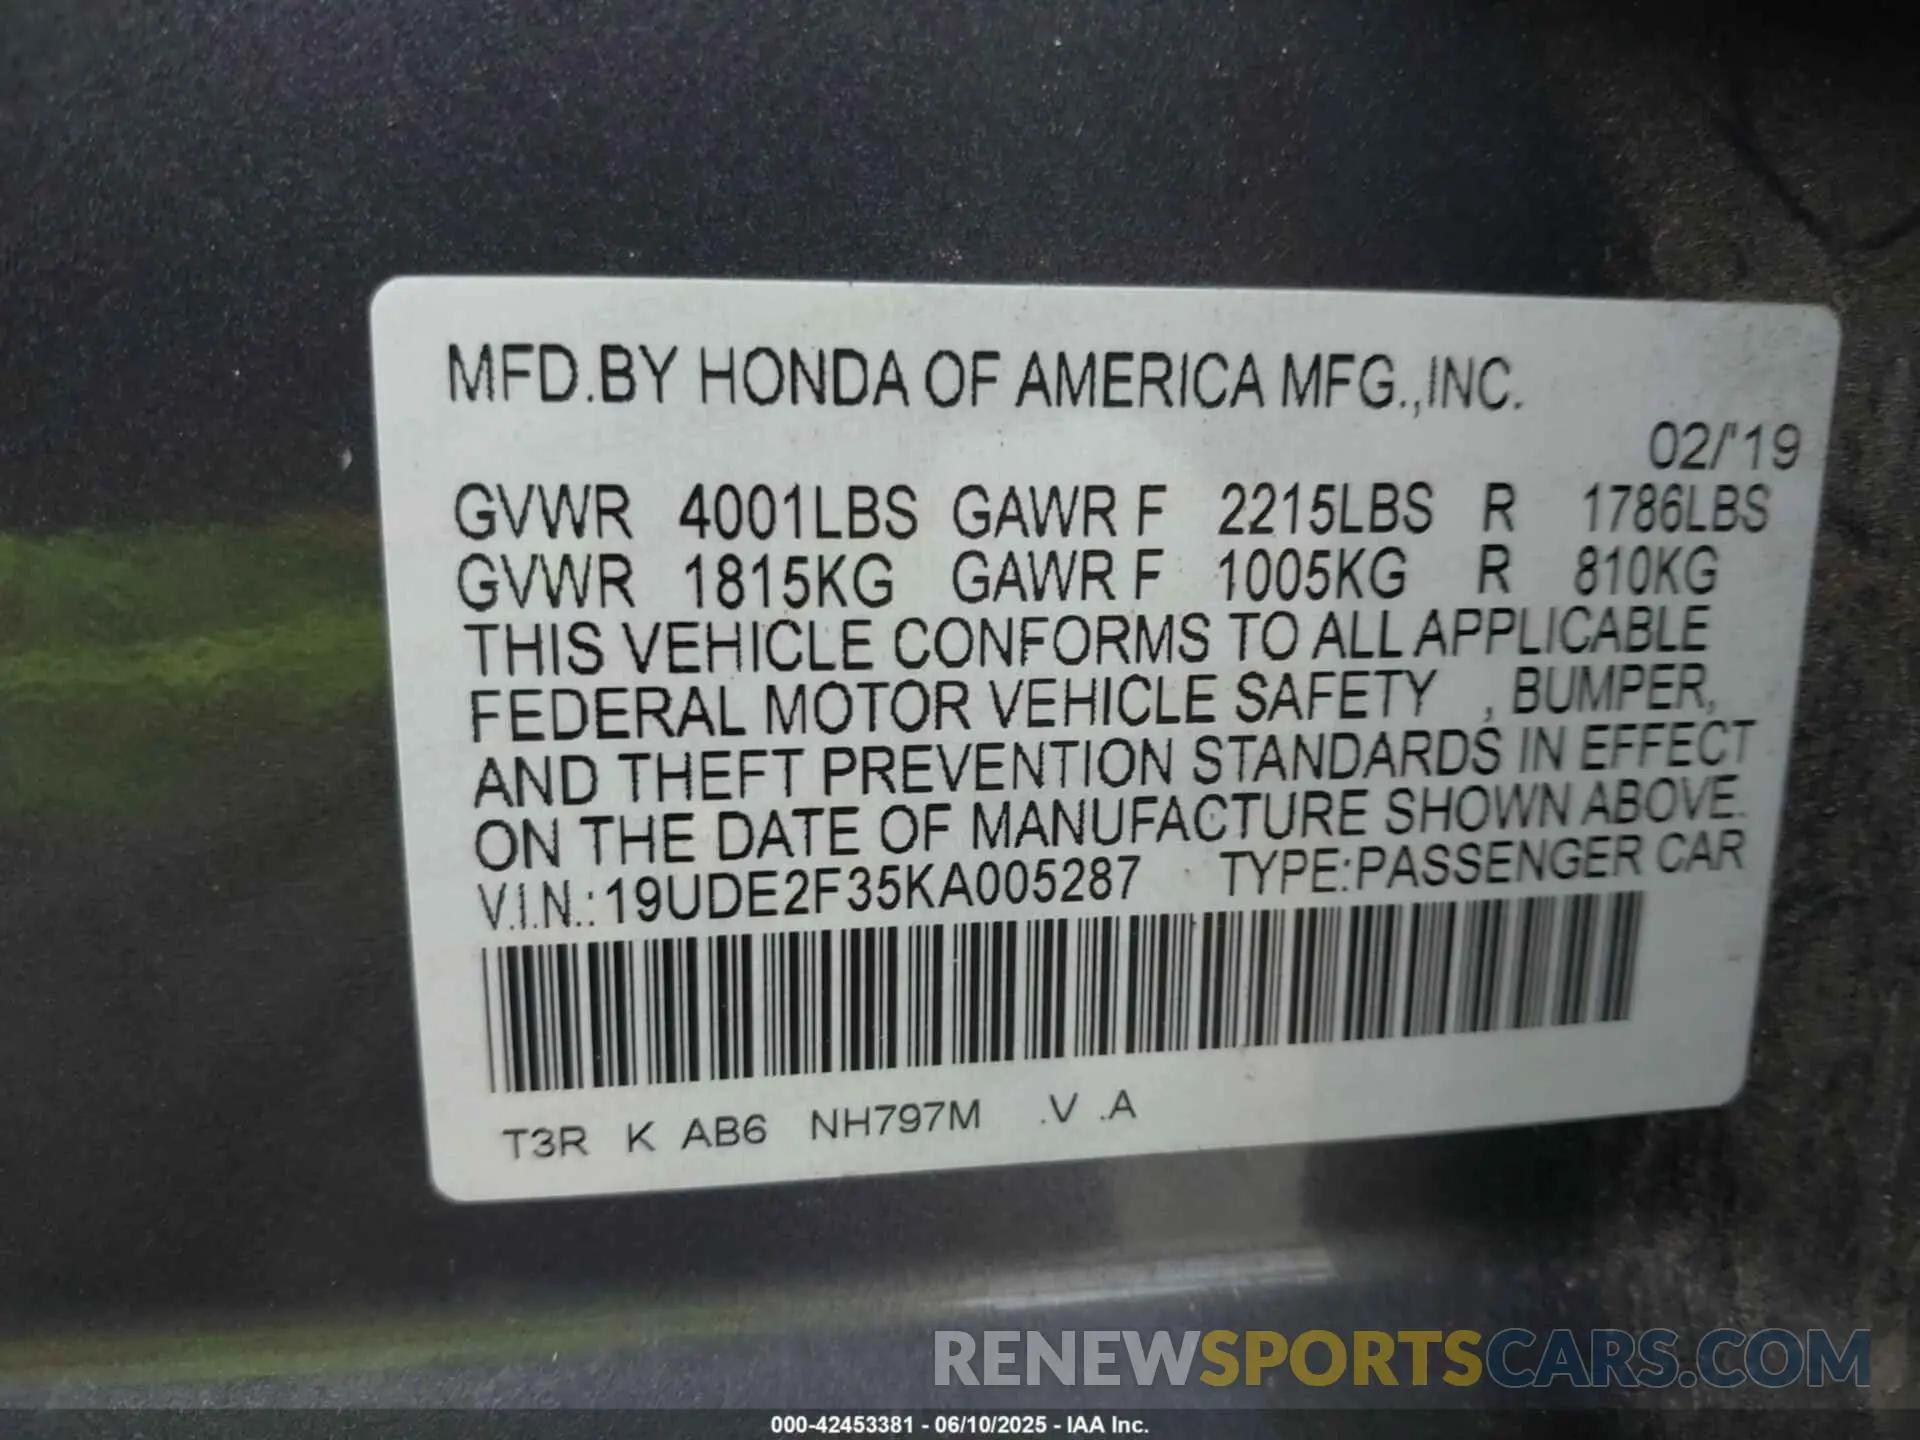 MFD.BY HONDA OF AMERICA MFG.,INC.
02/'19
GVWR 4001LBS GAWR F 2215LBS R 1786LBS
GVWR 1815KG GAWR F 1005KG R 810KG
THIS VEHICLE CONFORMS TO ALL APPLICABLE
FEDERAL MOTOR VEHICLE SAFETY , BUMPER,
AND THEFT PREVENTION STANDARDS IN EFFECT
ON THE DATE OF MANUFACTURE SHOWN ABOVE.
V.I.N.: 19UDE2F35KA005287 TYPE:PASSENGER CAR
T3R K AB6 NH797M .V .A
RENEWSPORTSCARS.COM
000-42453381 - 06/10/2025 - IAA Inc.